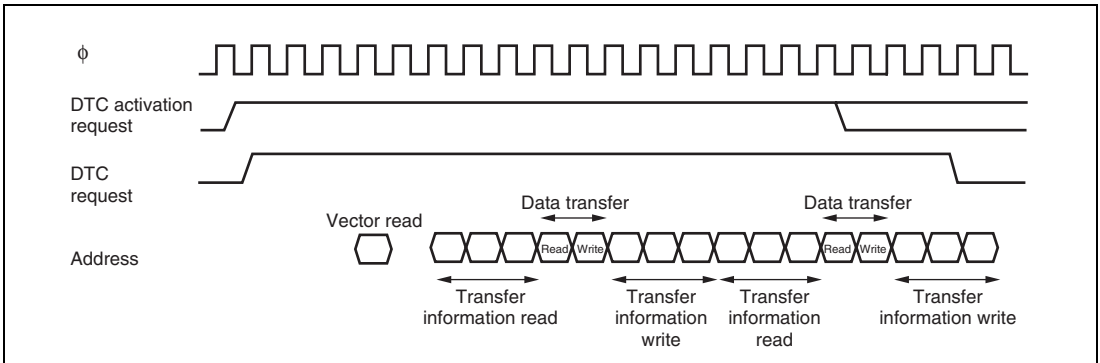 ϕ
DTC activation
request
DTC
request
Data transfer
Data transfer
Vector read
Address
Read
Write
Read
Write
Transfer
information read
Transfer
information
write
Transfer
information
read
Transfer
information write